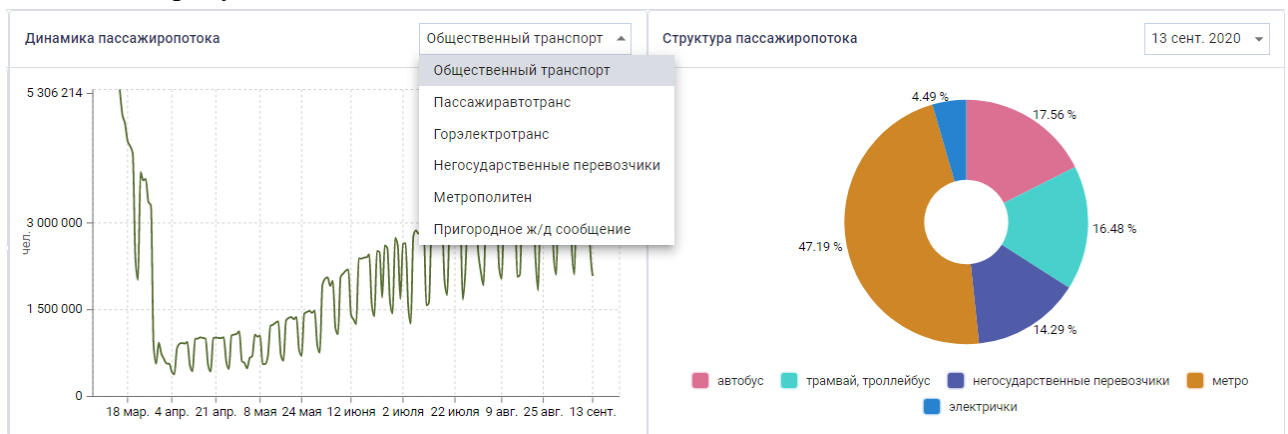 Динамика пассажиропотока
Общественный транспорт
Общественный транспорт
Пассажиравтотранс
Горэлектротранс
Негосударственные перевозчики
Метрополитен
Пригородное ж/д сообщение
5 306 214
3 000 000
1 500 000
0
чел.
18 мар. 4 апр. 21 апр. 8 мая 24 мая 12 июня 2 июля 22 июля 9 авг. 25 авг. 13 сент.
Структура пассажиропотока
13 сент. 2020
4.49 %
17.56 %
16.48 %
47.19 %
14.29 %
автобус трамвай, троллейбус негосударственные перевозчики метро
электрички